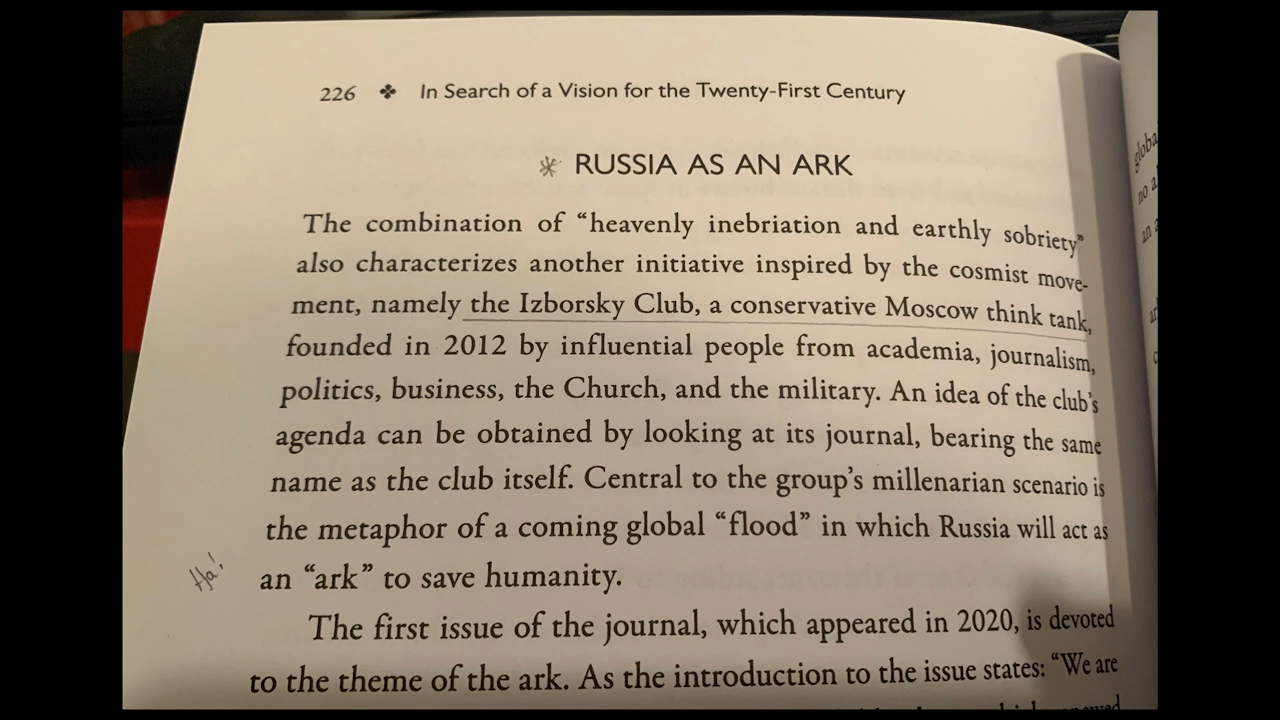 226 ❖ In Search of a Vision for the Twenty-First Century
* RUSSIA AS AN ARK
The combination of “heavenly inebriation and earthly sobriety”
also characterizes another initiative inspired by the cosmist move-
ment, namely the Izborsky Club, a conservative Moscow think tank,
founded in 2012 by influential people from academia, journalism,
politics, business, the Church, and the military. An idea of the club’s
agenda can be obtained by looking at its journal, bearing the same
name as the club itself. Central to the group’s millenarian scenario is
the metaphor of a coming global “flood” in which Russia will act as
Ha!
an “ark” to save humanity.
The first issue of the journal, which appeared in 2020, is devoted
to the theme of the ark. As the introduction to the issue states: “We are
globa
no a
an a